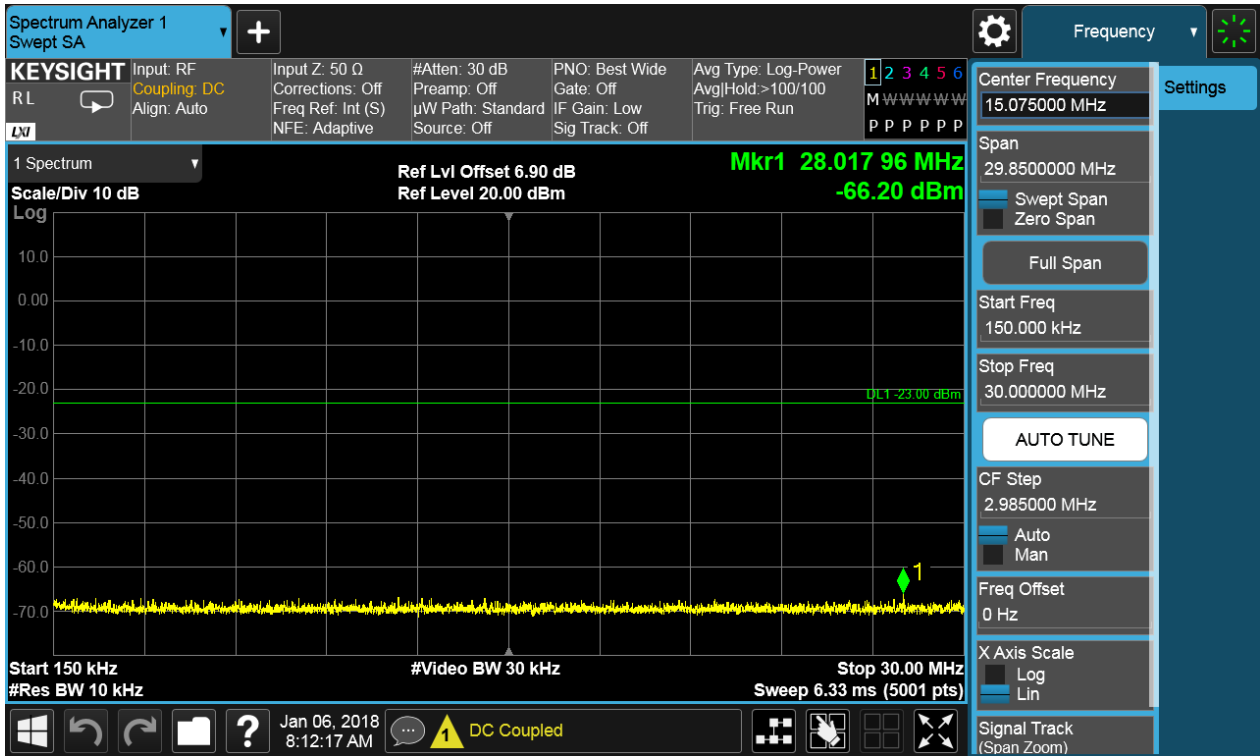 Spectrum Analyzer 1
Swept SA
+
Frequency
KEYSIGHT
RL
LXI
Input: RF
Coupling: DC
Align: Auto
Input Z: 50 Ω
Corrections: Off
Freq Ref: Int (S)
NFE: Adaptive
#Atten: 30 dB
Preamp: Off
µW Path: Standard
Source: Off
PNO: Best Wide
Gate: Off
IF Gain: Low
Sig Track: Off
Avg Type: Log-Power
Avg|Hold:>100/100
Trig: Free Run
1 2 3 4 5 6
M W W W W W
P P P P P P
1 Spectrum
Scale/Div 10 dB
Log
Ref Lvl Offset 6.90 dB
Ref Level 20.00 dBm
Mkr1 28.017 96 MHz
-66.20 dBm
10.0
0.00
-10.0
-20.0
-30.0
-40.0
-50.0
-60.0
-70.0
DL1 -23.00 dBm
1
Start 150 kHz
#Res BW 10 kHz
#Video BW 30 kHz
Stop 30.00 MHz
Sweep 6.33 ms (5001 pts)
Center Frequency
15.075000 MHz
Span
29.8500000 MHz
Swept Span
Zero Span
Full Span
Start Freq
150.000 kHz
Stop Freq
30.000000 MHz
AUTO TUNE
CF Step
2.985000 MHz
Auto
Man
Freq Offset
0 Hz
X Axis Scale
Log
Lin
Signal Track
(Span Zoom)
Settings
?
Jan 06, 2018
8:12:17 AM
1
DC Coupled